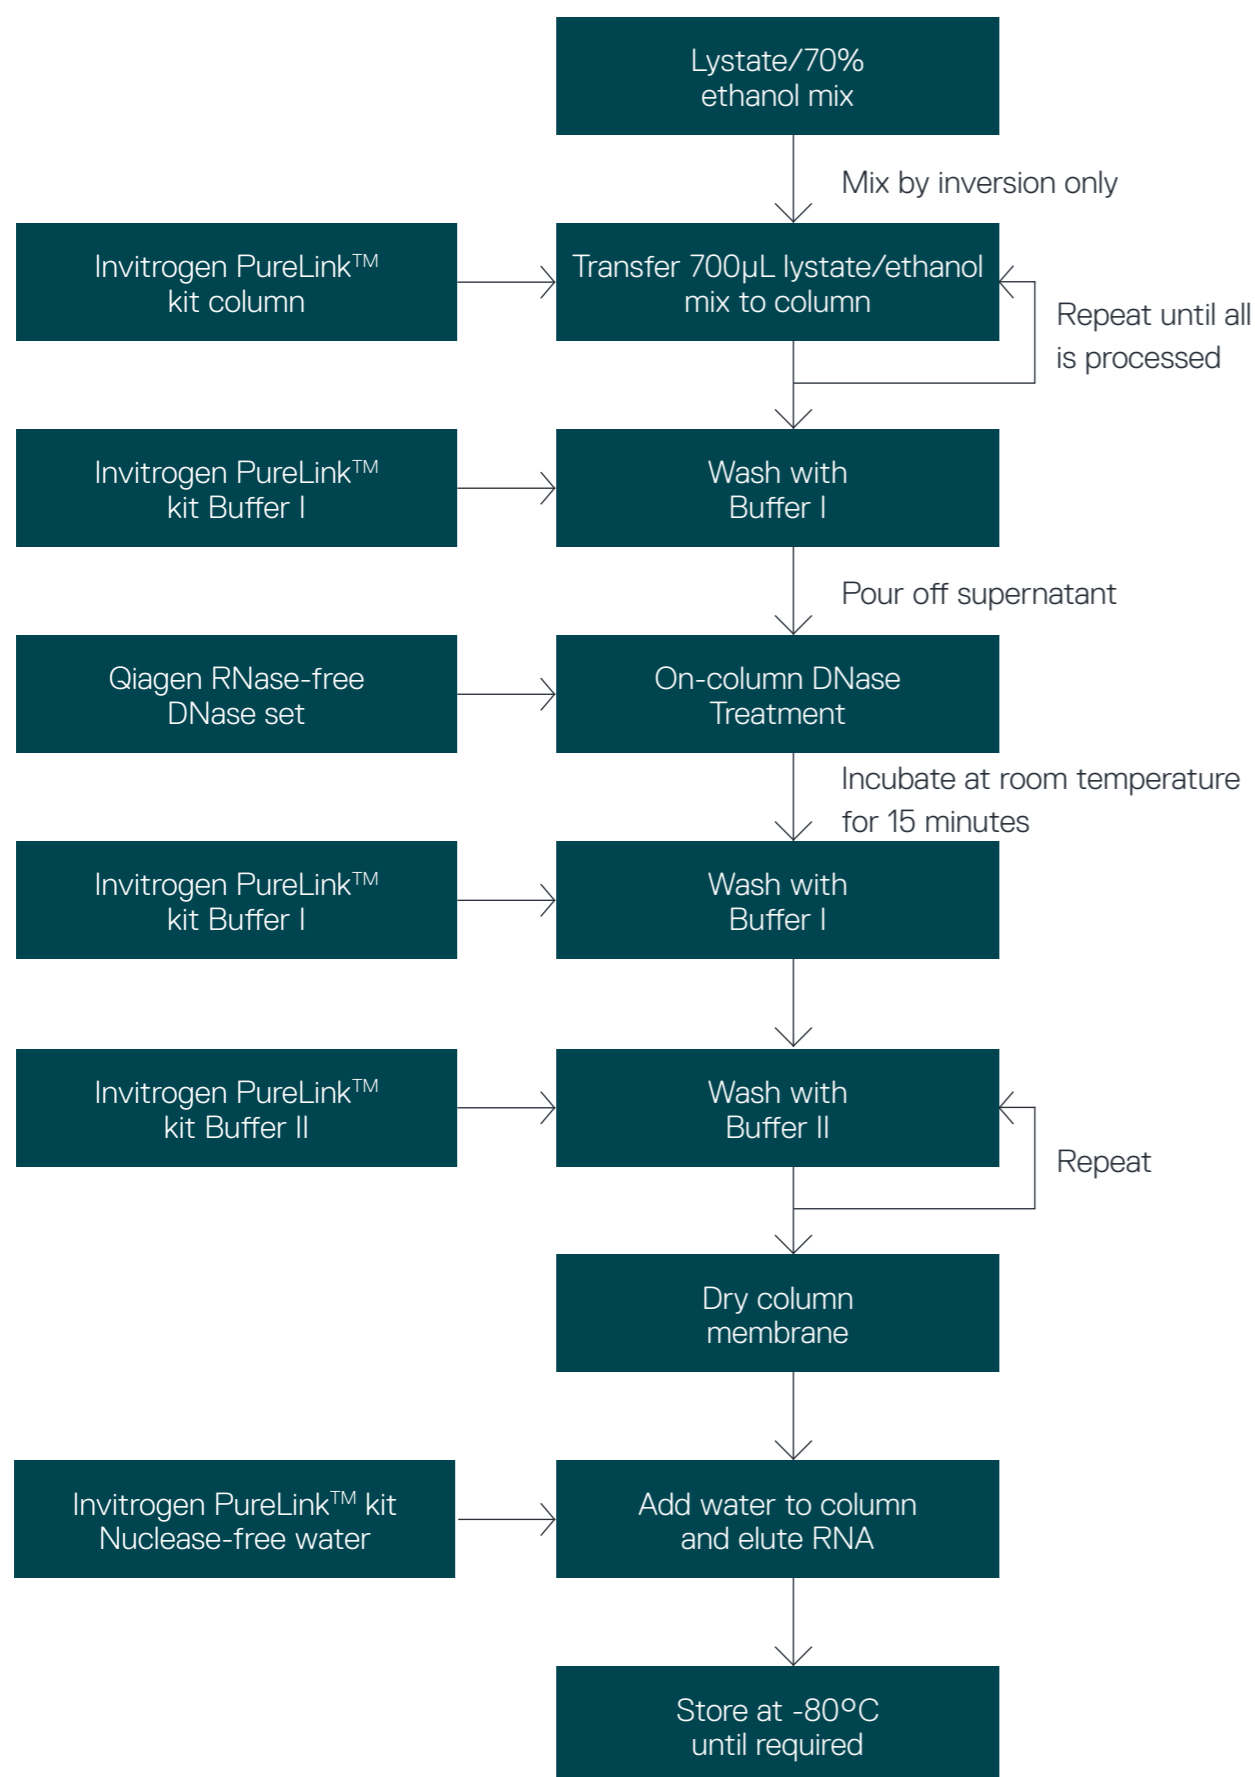 Lystate/70%
ethanol mix
Mix by inversion only
Invitrogen PureLink™
kit column
Transfer 700µL lystate/ethanol
mix to column
Repeat until all
is processed
Invitrogen PureLink™
kit Buffer I
Wash with
Buffer I
Pour off supernatant
Qiagen RNase-free
DNase set
On-column DNase
Treatment
Incubate at room temperature
for 15 minutes
Invitrogen PureLink™
kit Buffer I
Wash with
Buffer I
Invitrogen PureLink™
kit Buffer II
Wash with
Buffer II
Repeat
Dry column
membrane
Invitrogen PureLink™ kit
Nuclease-free water
Add water to column
and elute RNA
Store at -80ºC
until required